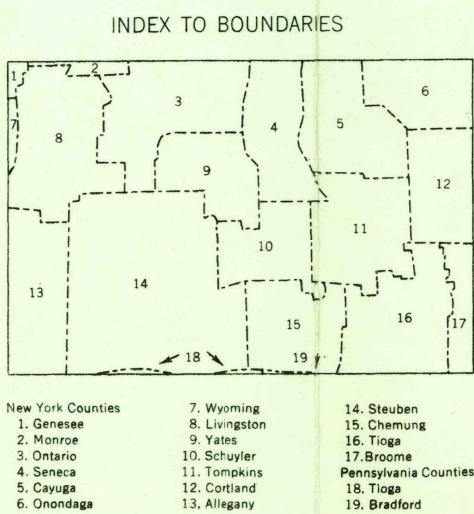 INDEX TO BOUNDARIES
1
2
3
4
5
6
7
8
9
10
11
12
13
14
15
16
17
18
19
New York Counties
1. Genesee
2. Monroe
3. Ontario
4. Seneca
5. Cayuga
6. Onondaga
7. Wyoming
8. Livingston
9. Yates
10. Schuyler
11. Tompkins
12. Cortland
13. Allegany
14. Steuben
15. Chemung
16. Tioga
17. Broome
Pennsylvania Counties
18. Tioga
19. Bradford